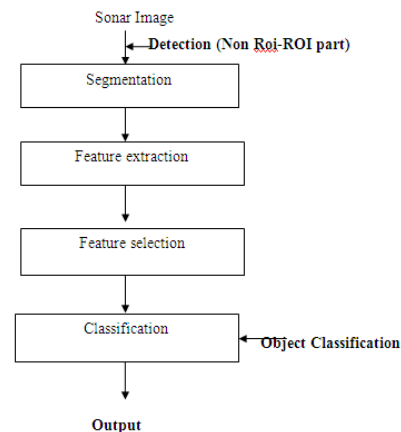 Sonar Image
Detection (Non Roi-ROI part)
Segmentation
Feature extraction
Feature selection
Classification
Object Classification
Output